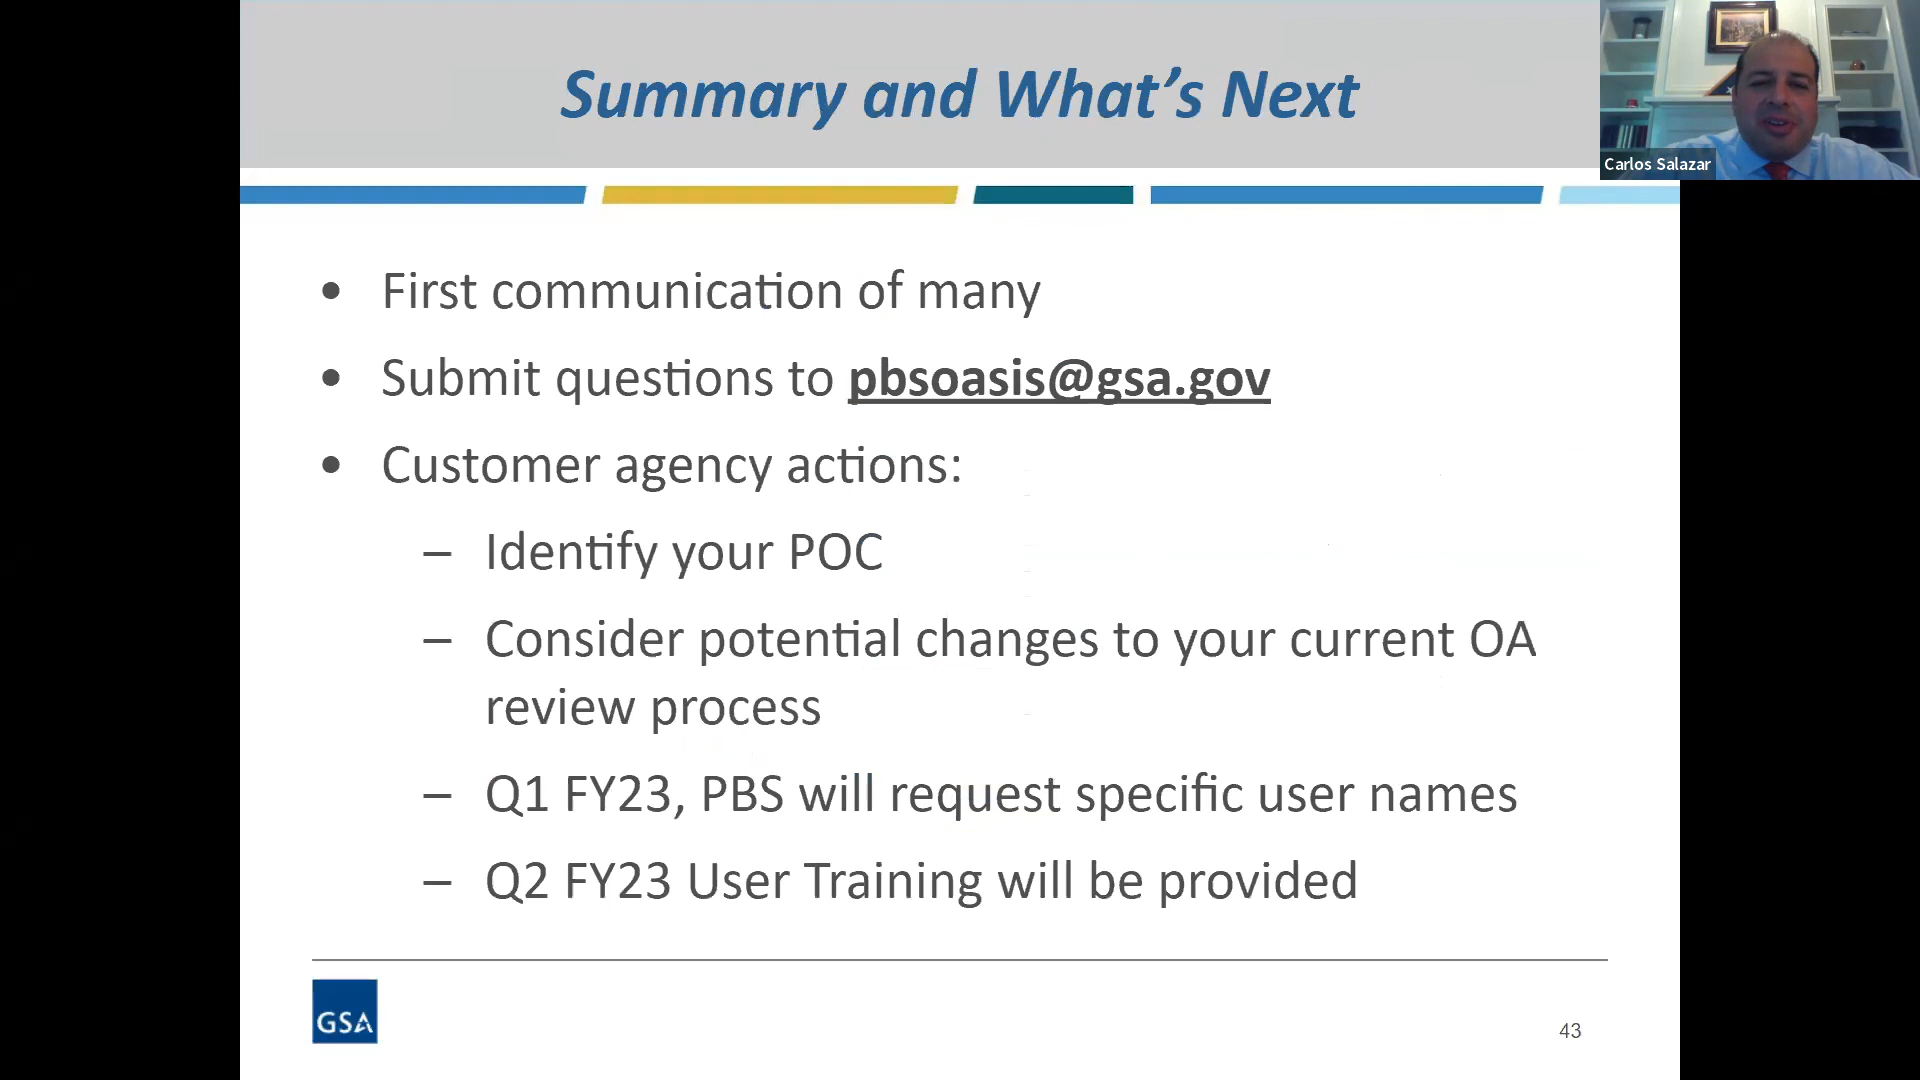 Summary and What's Next
Carlos Salazar
• First communication of many
• Submit questions to pbsoasis@gsa.gov
• Customer agency actions:
– Identify your POC
– Consider potential changes to your current OA
review process
– Q1 FY23, PBS will request specific user names
– Q2 FY23 User Training will be provided
GSA
43